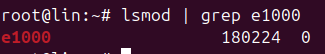 root@lin:~# lsmod | grep e1000
e1000                 180224  0